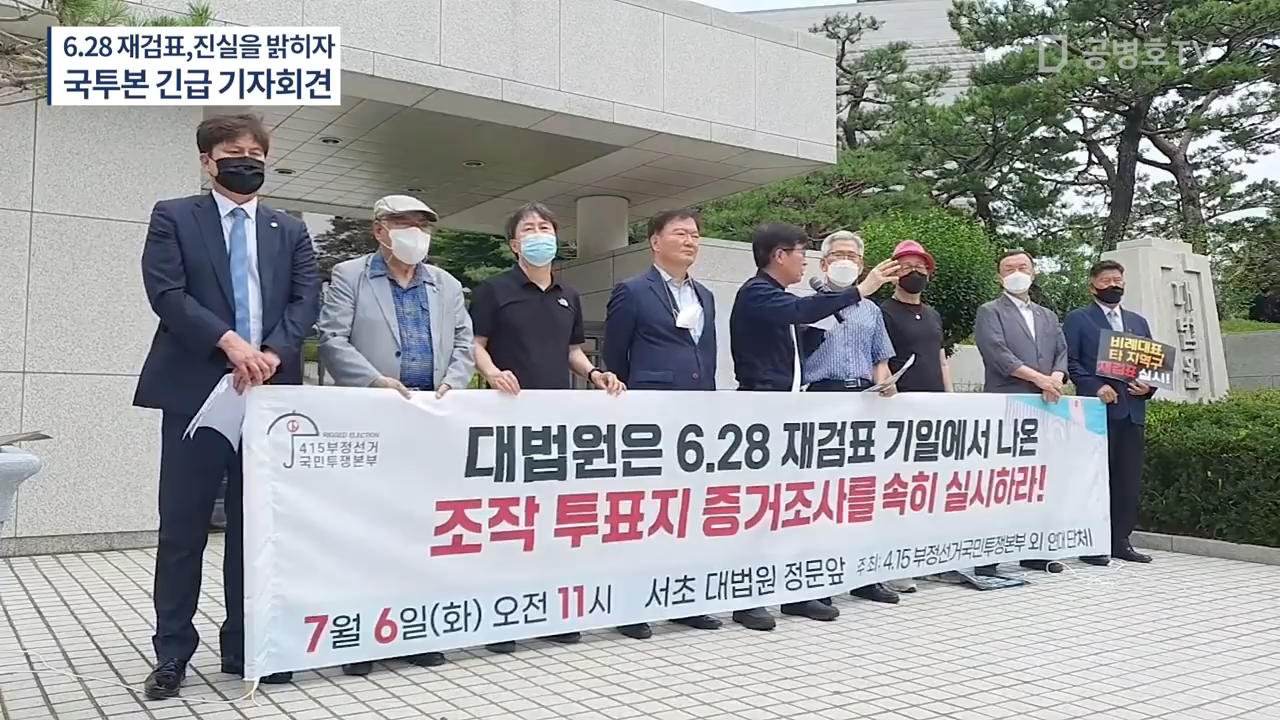 6.28 재검표,진실을 밝히자
국투본 긴급 기자회견
공병호TV
대법원
비례대표,
타 지역구
재검표 실시!
RIGGED ELECTION
415부정선거
국민투쟁본부
대법원은 6.28 재검표 기일에서 나온
조작 투표지 증거조사를 속히 실시하라!
7월 6일(화) 오전 11시 서초 대법원 정문앞 주최: 4.15 부정선거국민투쟁본부 외 연대 단체